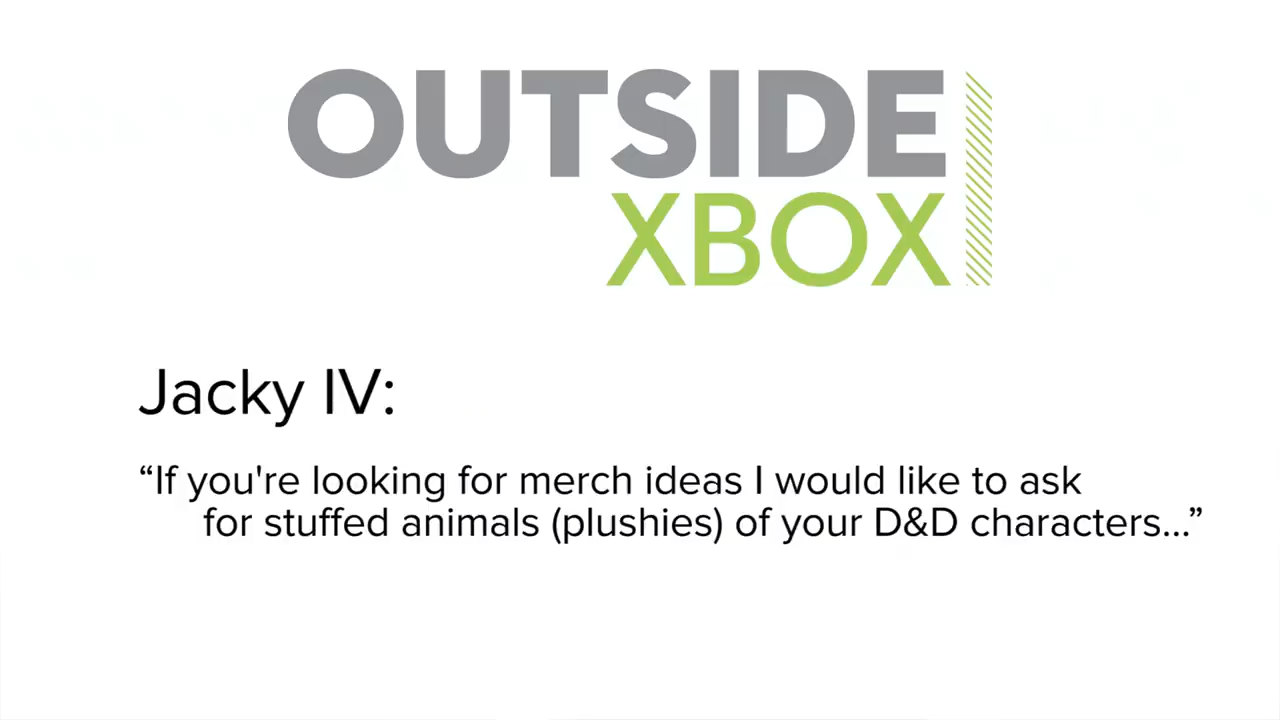 OUTSIDE
XBOX
Jacky IV:
“If you're looking for merch ideas I would like to ask
for stuffed animals (plushies) of your D&D characters...”